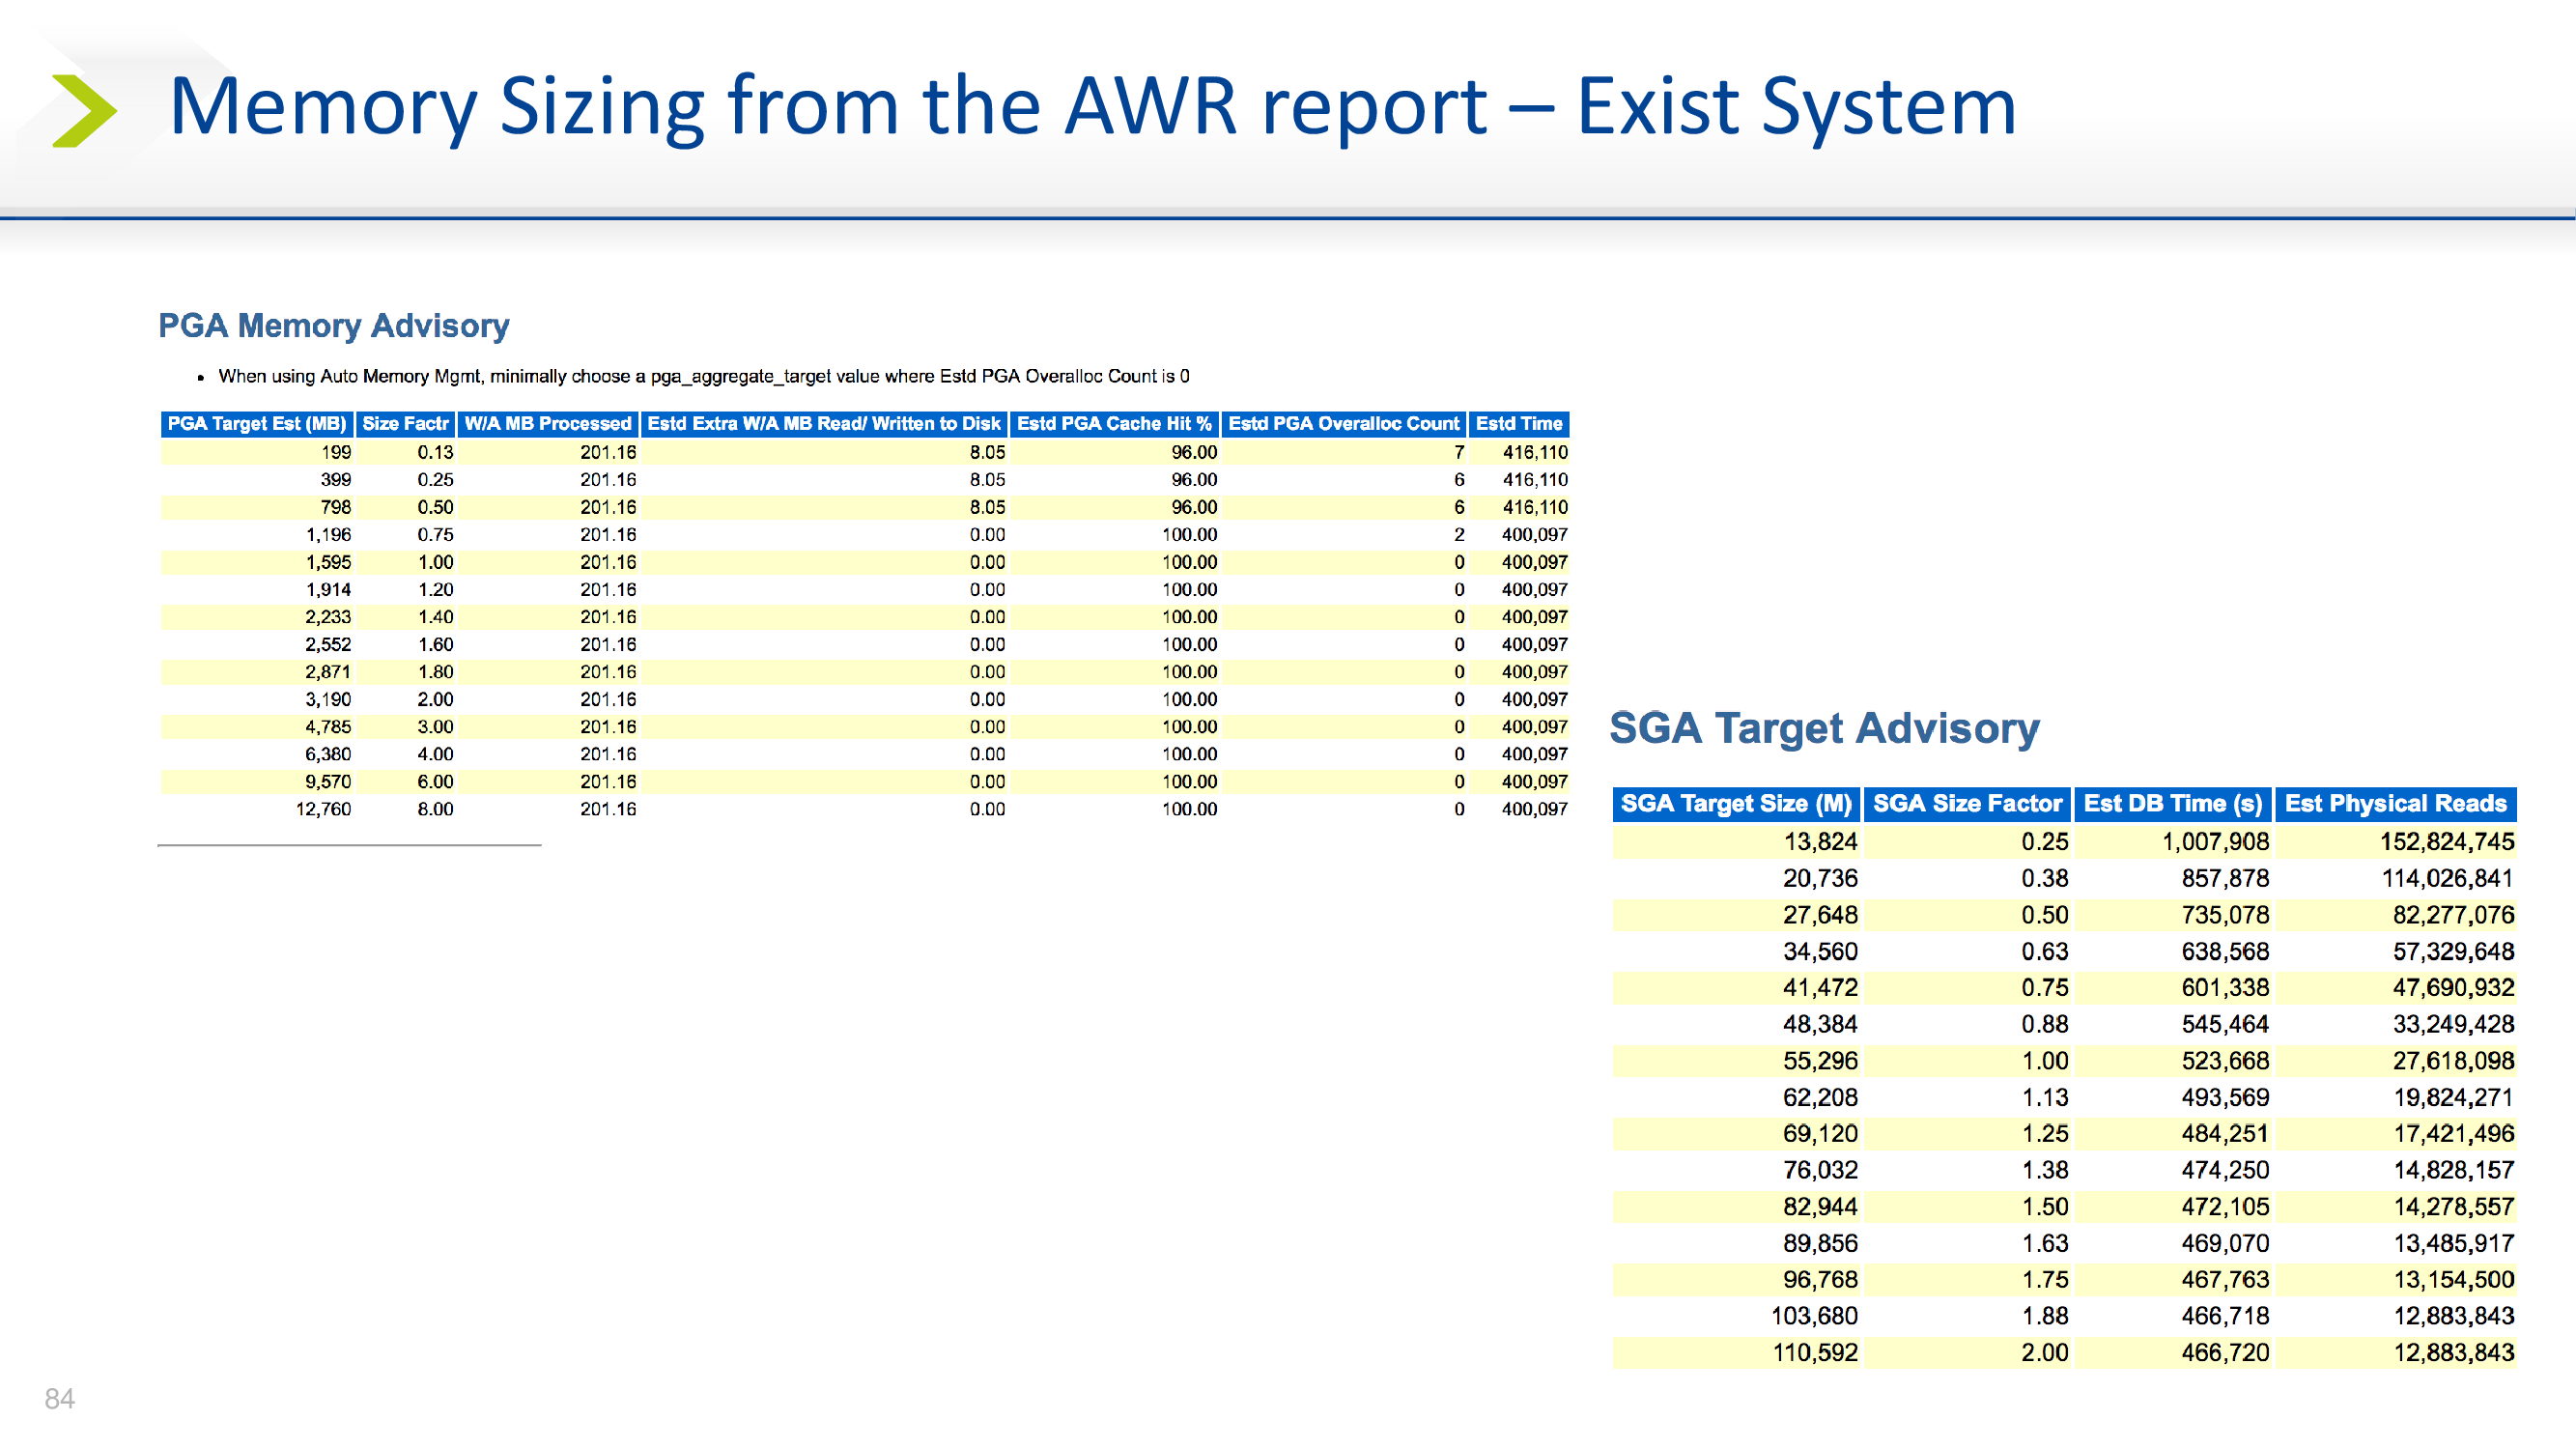 Memory Sizing from the AWR report – Exist System
PGA Memory Advisory
• When using Auto Memory Mgmt, minimally choose a pga_aggregate_target value where Estd PGA Overalloc Count is 0
PGA Target Est (MB) Size Factr W/A MB Processed Estd Extra W/A MB Read/ Written to Disk Estd PGA Cache Hit % Estd PGA Overalloc Count Estd Time
199 0.13 201.16 8.05 96.00 7 416,110
399 0.25 201.16 8.05 96.00 6 416,110
798 0.50 201.16 8.05 96.00 6 416,110
1,196 0.75 201.16 0.00 100.00 2 400,097
1,595 1.00 201.16 0.00 100.00 0 400,097
1,914 1.20 201.16 0.00 100.00 0 400,097
2,233 1.40 201.16 0.00 100.00 0 400,097
2,552 1.60 201.16 0.00 100.00 0 400,097
2,871 1.80 201.16 0.00 100.00 0 400,097
3,190 2.00 201.16 0.00 100.00 0 400,097
4,785 3.00 201.16 0.00 100.00 0 400,097
6,380 4.00 201.16 0.00 100.00 0 400,097
9,570 6.00 201.16 0.00 100.00 0 400,097
12,760 8.00 201.16 0.00 100.00 0 400,097
SGA Target Advisory
SGA Target Size (M) SGA Size Factor Est DB Time (s) Est Physical Reads
13,824 0.25 1,007,908 152,824,745
20,736 0.38 857,878 114,026,841
27,648 0.50 735,078 82,277,076
34,560 0.63 638,568 57,329,648
41,472 0.75 601,338 47,690,932
48,384 0.88 545,464 33,249,428
55,296 1.00 523,668 27,618,098
62,208 1.13 493,569 19,824,271
69,120 1.25 484,251 17,421,496
76,032 1.38 474,250 14,828,157
82,944 1.50 472,105 14,278,557
89,856 1.63 469,070 13,485,917
96,768 1.75 467,763 13,154,500
103,680 1.88 466,718 12,883,843
110,592 2.00 466,720 12,883,843
84